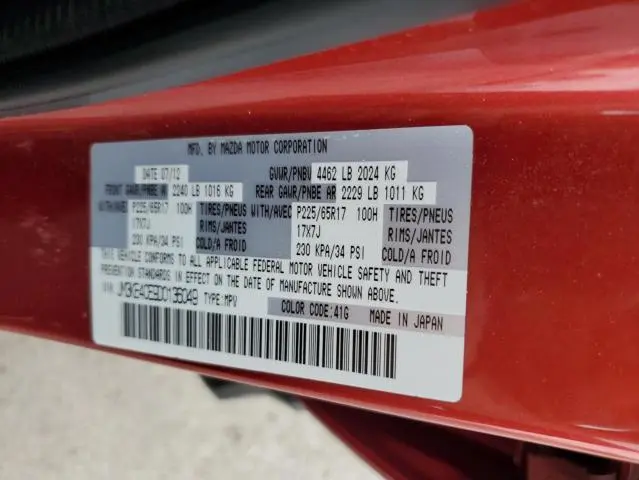 MFD. BY MAZDA MOTOR CORPORATION
DATE 07/12 GVWR/PNBV 4462 LB 2024 KG
FRONT GAWR/PNBE AV 2240 LB 1016 KG REAR GAWR/PNBE AR 2229 LB 1011 KG
WITH/AVEC P225/65R17 100H TIRES/PNEUS WITH/AVEC P225/65R17 100H TIRES/PNEUS
17X7J RIMS/JANTES 17X7J RIMS/JANTES
230 KPA/34 PSI COLD/A FROID 230 KPA/34 PSI COLD/A FROID
THIS VEHICLE CONFORMS TO ALL APPLICABLE FEDERAL MOTOR VEHICLE SAFETY AND THEFT
PREVENTION STANDARDS IN EFFECT ON THE DATE OF MANUFACTURE SHOWN ABOVE.
VIN: JM3KE4CE9D0136049 TYPE:MPV
COLOR CODE:41G MADE IN JAPAN